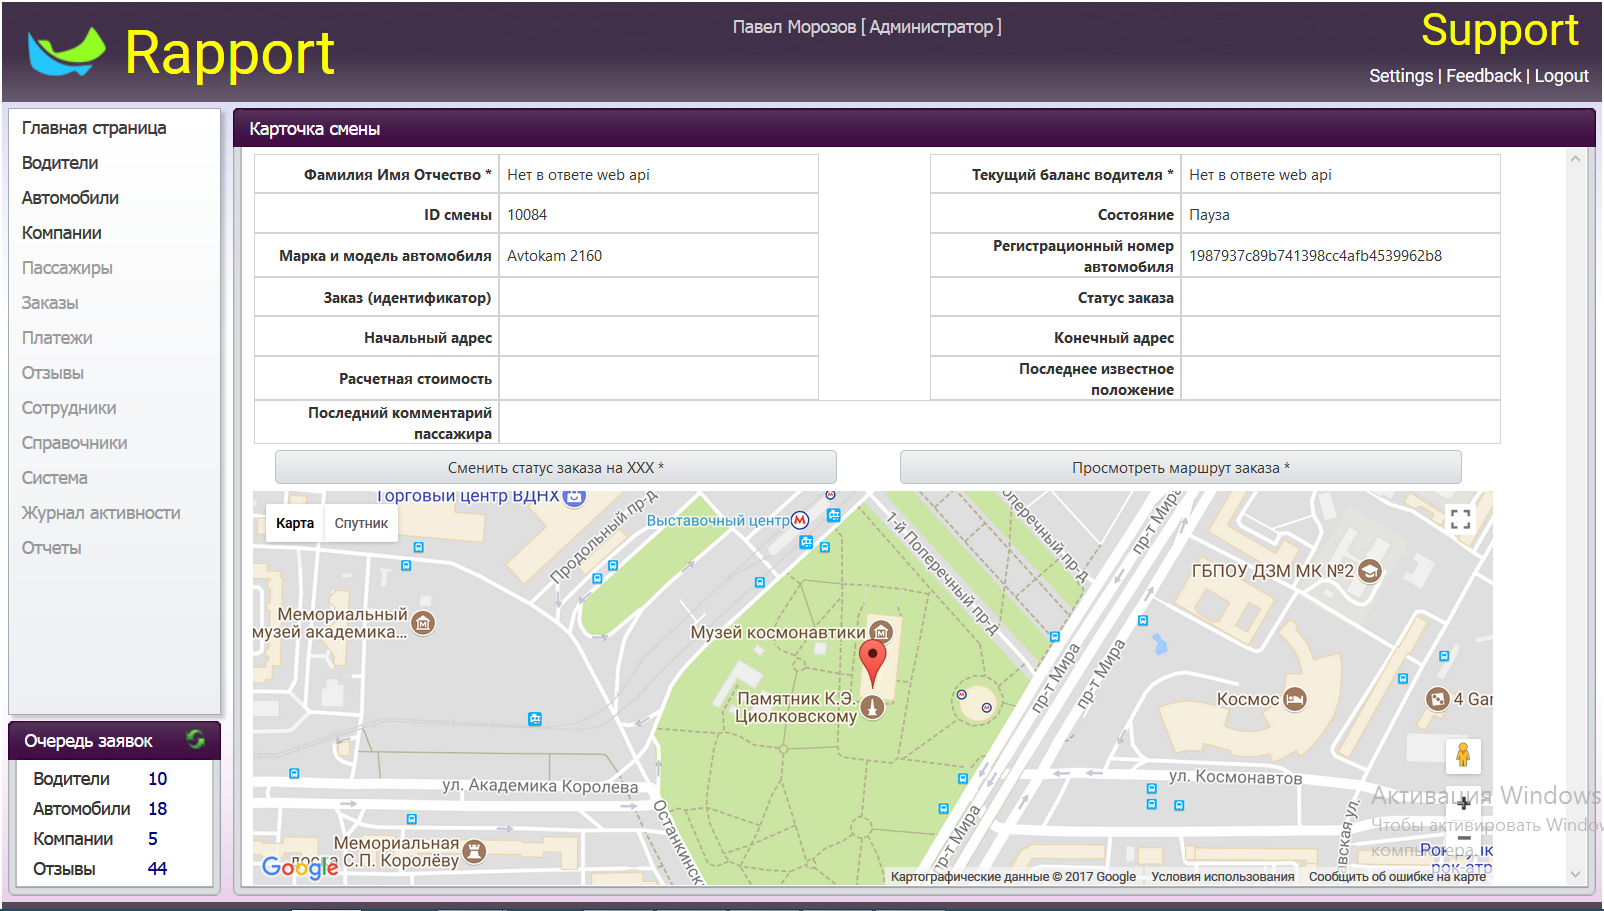 Rapport
Павел Морозов [ Администратор ]
Support
Settings | Feedback | Logout
Главная страница
Водители
Автомобили
Компании
Пассажиры
Заказы
Платежи
Отзывы
Сотрудники
Справочники
Система
Журнал активности
Отчеты
Очередь заявок
Водители 10
Автомобили 18
Компании 5
Отзывы 44
Карточка смены
Фамилия Имя Отчество * Нет в ответе web api
Текущий баланс водителя * Нет в ответе web api
ID смены 10084
Состояние Пауза
Марка и модель автомобиля Avtokam 2160
Регистрационный номер
автомобиля
1987937c89b741398cc4afb4539962b8
Заказ (идентификатор)
Статус заказа
Начальный адрес
Конечный адрес
Расчетная стоимость
Последнее известное
положение
Последний комментарий
пассажира
Сменить статус заказа на XXX *
Просмотреть маршрут заказа *
Карта Спутник
Торговый центр ВДНХ
Продольный пр-д
Выставочный центр
1-й Поперечный пр-д
поперечный пр-д
пр-т Мира
ГБПОУ ДЗМ МК №2
Мемориальный
музей академика...
Музей космонавтики
Памятник К.Э.
Циолковскому
пр-т Мира
пр-т Мира
Космос
4 Gar
ул. Академика Королева
ул. Космонавтов
Останкинс
пр-т Мира
Мемориальная
доска С.П. Королёву
Google
Активация Windows
Чтобы активировать Windo
компьютера
рок-атр
Картографические данные © 2017 Google
Условия использования
Сообщить об ошибке на карте